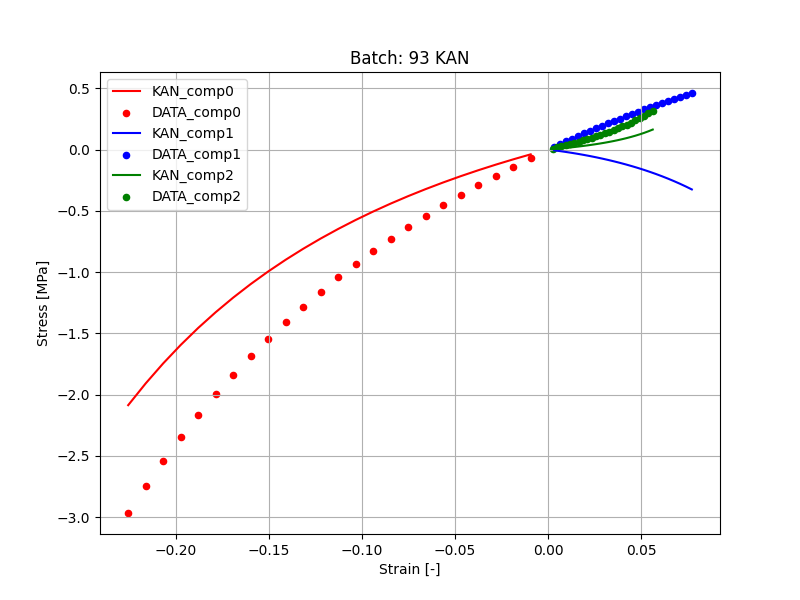 Batch: 93 KAN
KAN_comp0
DATA_comp0
KAN_comp1
DATA_comp1
KAN_comp2
DATA_comp2
0.5
0.0
−0.5
−1.0
−1.5
−2.0
−2.5
−3.0
Stress [MPa]
−0.20 −0.15 −0.10 −0.05 0.00 0.05
Strain [-]